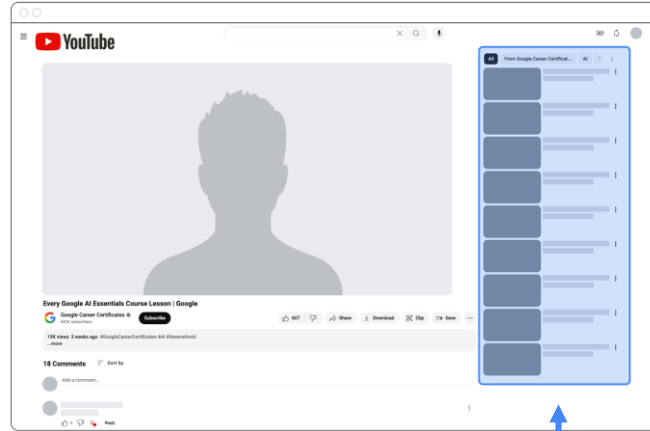 YouTube
All From Google Career Certificat... AI
Every Google AI Essentials Course Lesson | Google
Google Career Certificates
Subscribe
607
Share
Download
Clip
Save
15K views 3 weeks ago #GoogleCareerCertificates #AI #GenerativeAI
...more
18 Comments
Sort by
Add a comment...
Reply